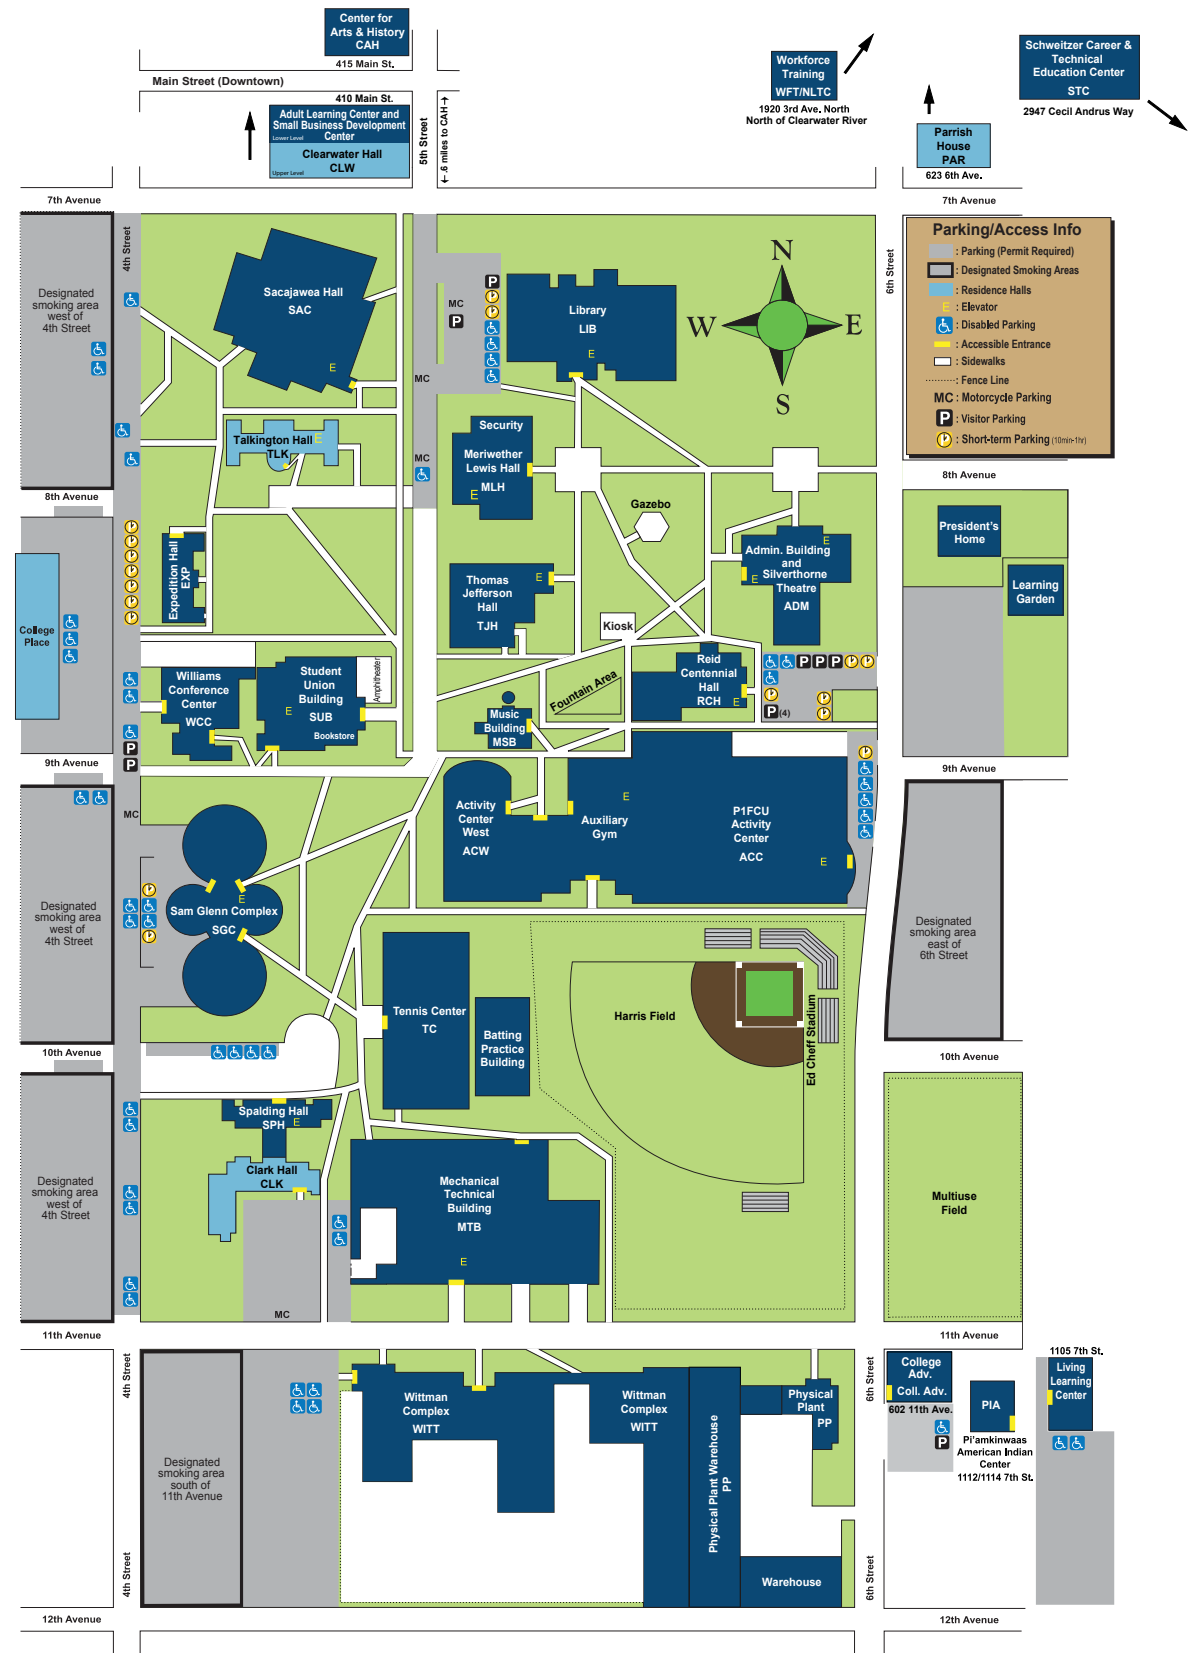 Center for
Arts & History
CAH
415 Main St.
Main Street (Downtown)
410 Main St.
Adult Learning Center and
Small Business Development
Center
Lower Level
Clearwater Hall
CLW
Upper Level
5th Street
.6 miles to CAH
Workforce
Training
WFT/NLTC
1920 3rd Ave. North
North of Clearwater River
Schweitzer Career &
Technical
Education Center
STC
2947 Cecil Andrus Way
Parrish
House
PAR
623 6th Ave.
7th Avenue
7th Avenue
4th Street
6th Street
Parking/Access Info
: Parking (Permit Required)
: Designated Smoking Areas
: Residence Halls
E : Elevator
: Disabled Parking
: Accessible Entrance
: Sidewalks
: Fence Line
MC : Motorcycle Parking
P : Visitor Parking
: Short-term Parking (10min-1hr)
N
W E
S
Designated
smoking area
west of
4th Street
Sacajawea Hall
SAC
E
MC
P
P
Library
LIB
E
MC
Talkington Hall
TLK
E
MC
Security
Meriwether
Lewis Hall
MLH
E
8th Avenue
8th Avenue
Gazebo
Expedition Hall
EXP
Thomas
Jefferson
Hall
TJH
E
Admin. Building
and
Silverthorne
Theatre
ADM
E
E
President's
Home
Learning
Garden
College
Place
Kiosk
Williams
Conference
Center
WCC
Student
Union
Building
SUB
E
Bookstore
Amphitheater
Fountain Area
Reid
Centennial
Hall
RCH
E
P P P
P (4)
Music
Building
MSB
P
P
9th Avenue
9th Avenue
MC
Activity
Center
West
ACW
Auxiliary
Gym
E
P1FCU
Activity
Center
ACC
E
Designated
smoking area
west of
4th Street
Sam Glenn Complex
SGC
E
Designated
smoking area
east of
6th Street
Tennis Center
TC
Batting
Practice
Building
Harris Field
Ed Cheff Stadium
10th Avenue
10th Avenue
Spalding Hall
SPH
E
Clark Hall
CLK
Designated
smoking area
west of
4th Street
Mechanical
Technical
Building
MTB
E
Multiuse
Field
MC
11th Avenue
11th Avenue
4th Street
6th Street
Wittman
Complex
WITT
Wittman
Complex
WITT
Physical Plant Warehouse
PP
Physical
Plant
PP
College
Adv.
Coll. Adv.
602 11th Ave.
P
PIA
Pi'amkinwaas
American Indian
Center
1112/1114 7th St.
1105 7th St.
Living
Learning
Center
Designated
smoking area
south of
11th Avenue
Warehouse
4th Street
6th Street
12th Avenue
12th Avenue